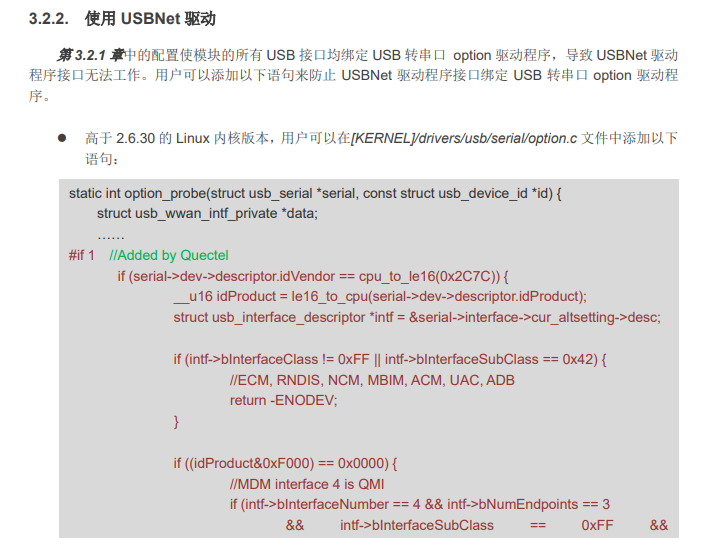 3.2.2. 使用 USBNet 驱动
第 3.2.1 章中的配置使模块的所有 USB 接口均绑定 USB 转串口 option 驱动程序，导致 USBNet 驱动
程序接口无法工作。用户可以添加以下语句来防止 USBNet 驱动程序接口绑定 USB 转串口 option 驱动程
序。
● 高于 2.6.30 的 Linux 内核版本，用户可以在[KERNEL]/drivers/usb/serial/option.c 文件中添加以下
语句：
static int option_probe(struct usb_serial *serial, const struct usb_device_id *id) {
struct usb_wwan_intf_private *data;
……
#if 1 //Added by Quectel
if (serial->dev->descriptor.idVendor == cpu_to_le16(0x2C7C)) {
__u16 idProduct = le16_to_cpu(serial->dev->descriptor.idProduct);
struct usb_interface_descriptor *intf = &serial->interface->cur_altsetting->desc;
if (intf->bInterfaceClass != 0xFF || intf->bInterfaceSubClass == 0x42) {
//ECM, RNDIS, NCM, MBIM, ACM, UAC, ADB
return -ENODEV;
}
if ((idProduct&0xF000) == 0x0000) {
//MDM interface 4 is QMI
if (intf->bInterfaceNumber == 4 && intf->bNumEndpoints == 3
&& intf->bInterfaceSubClass == 0xFF &&